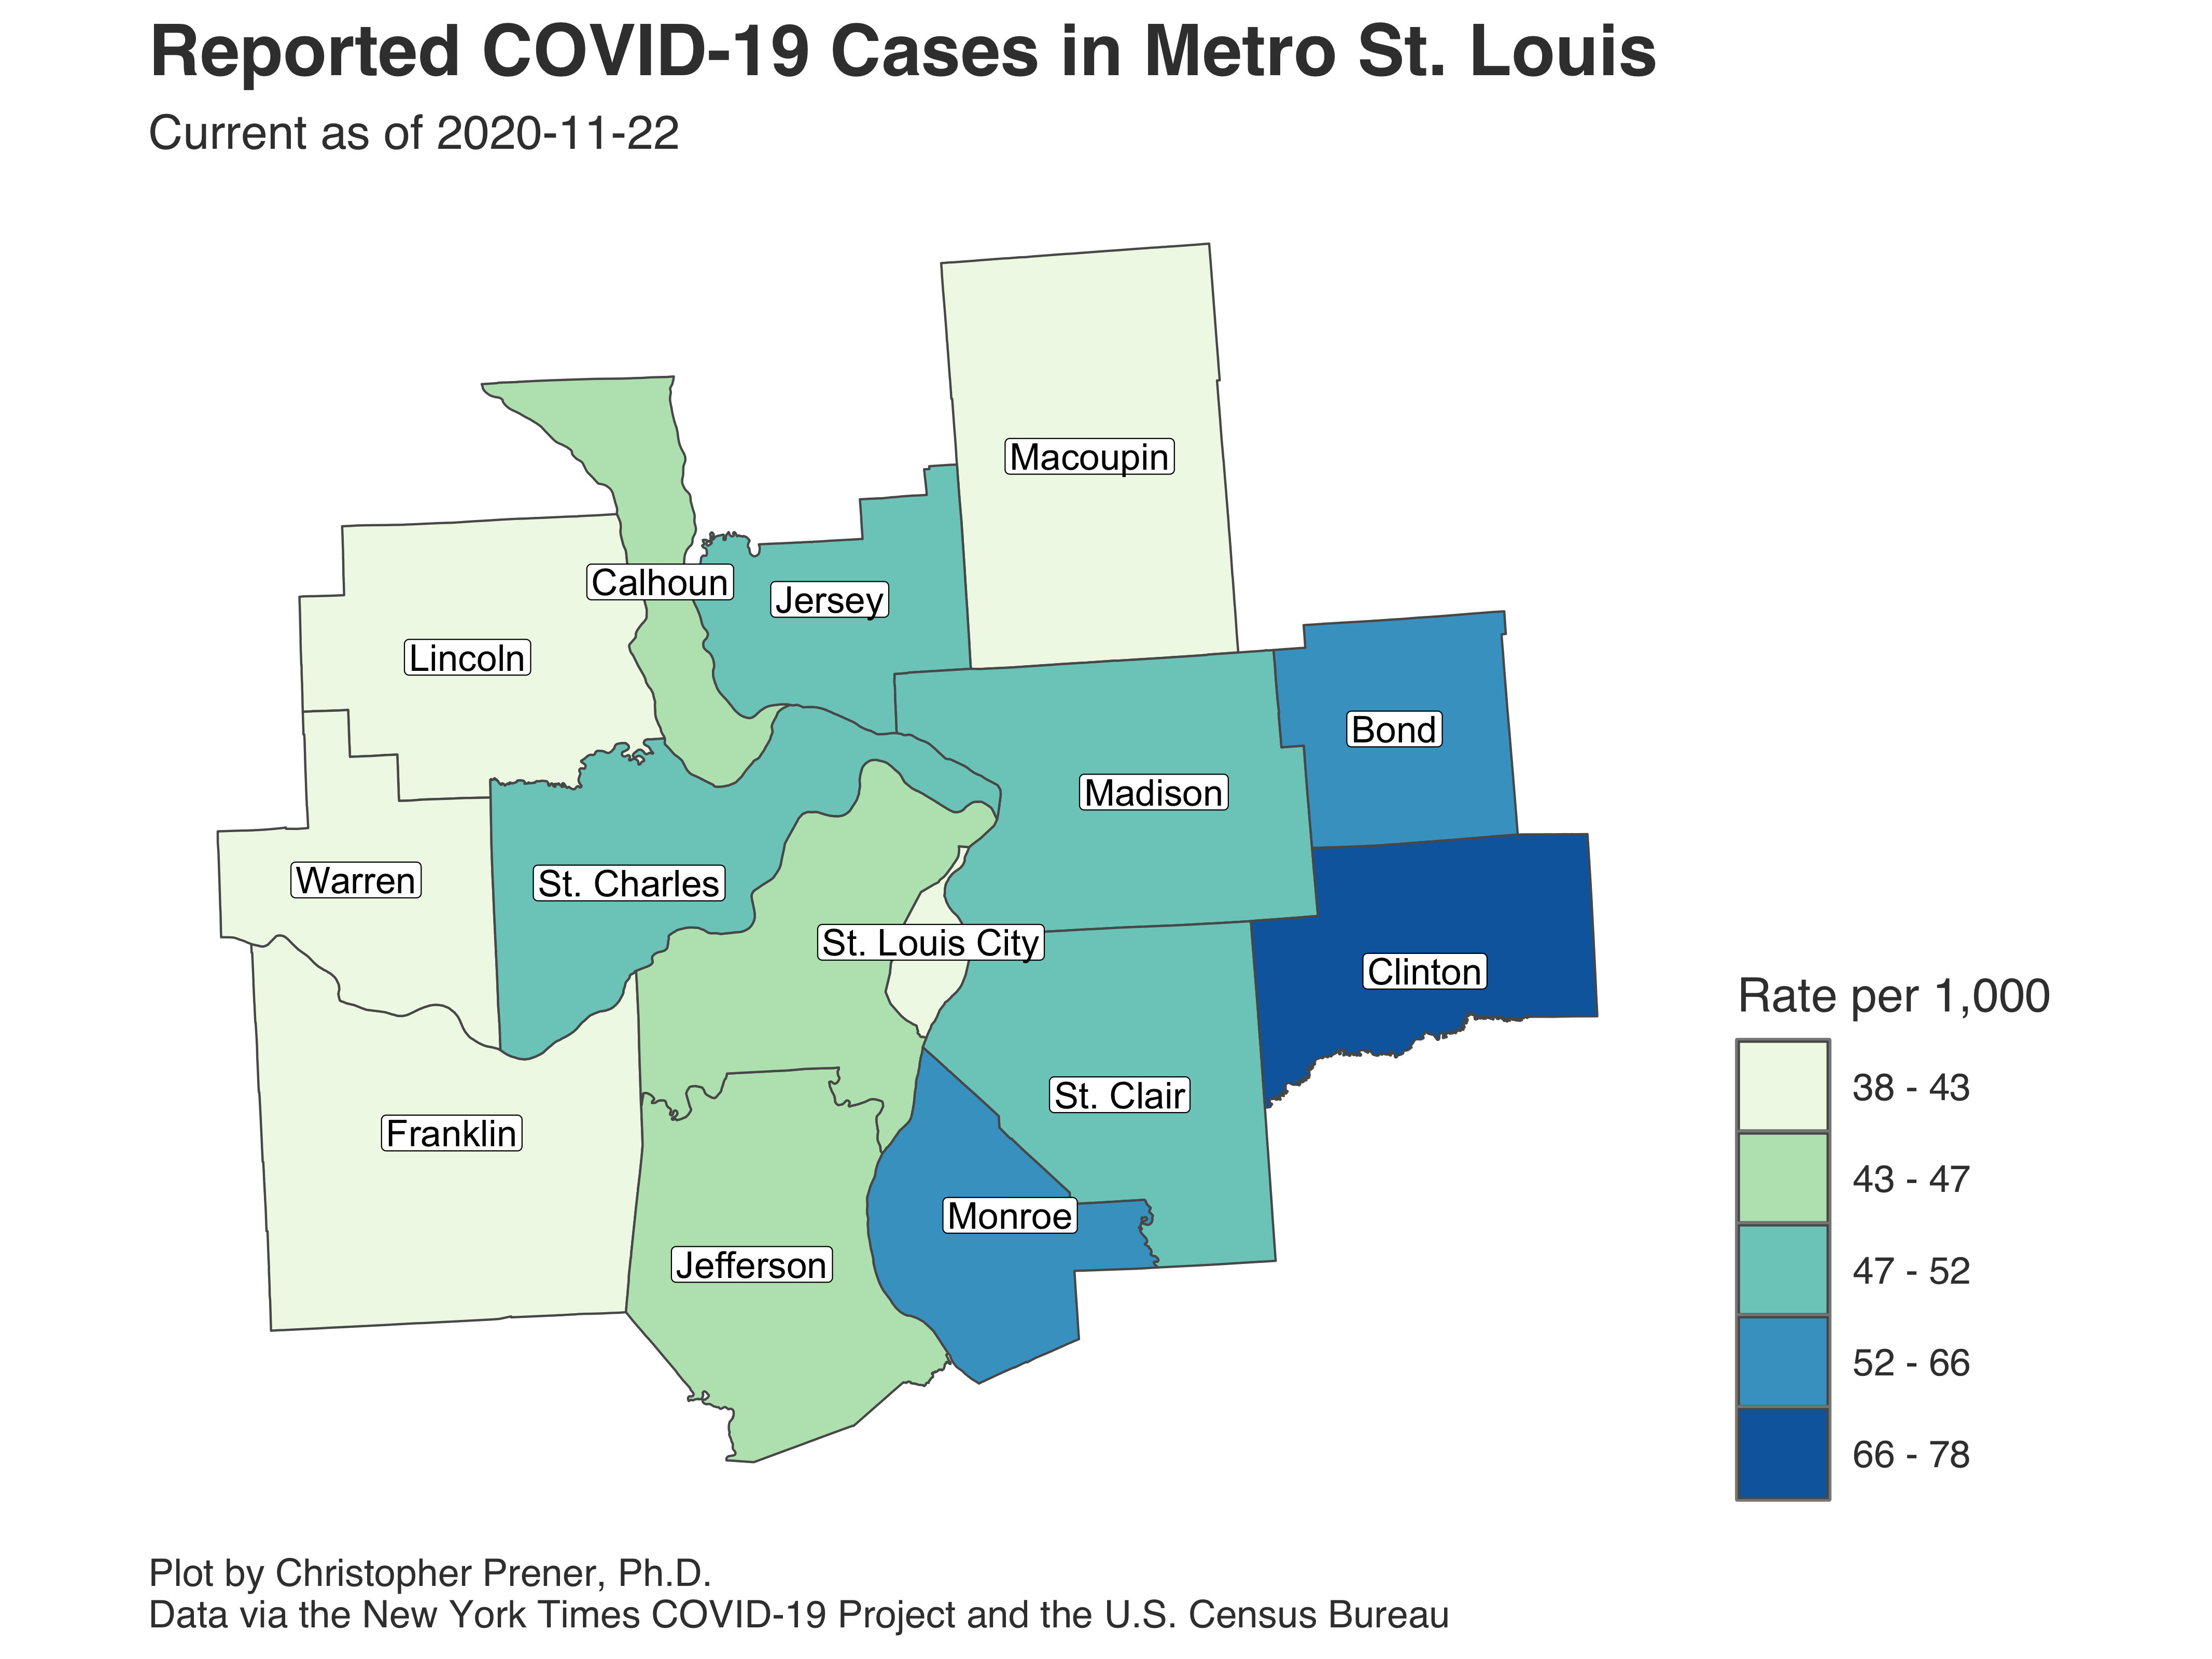 Reported COVID-19 Cases in Metro St. Louis
Current as of 2020-11-22
Macoupin
Calhoun
Jersey
Lincoln
Bond
Madison
Warren
St. Charles
St. Louis City
Clinton
St. Clair
Franklin
Monroe
Jefferson
Rate per 1,000
38 - 43
43 - 47
47 - 52
52 - 66
66 - 78
Plot by Christopher Prener, Ph.D.
Data via the New York Times COVID-19 Project and the U.S. Census Bureau